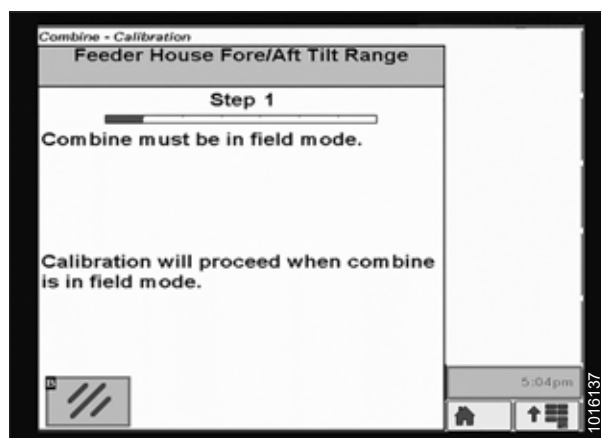 Combine - Calibration
Feeder House Fore/Aft Tilt Range
Step 1
Combine must be in field mode.
Calibration will proceed when combine
is in field mode.
B
5:04pm
1016137